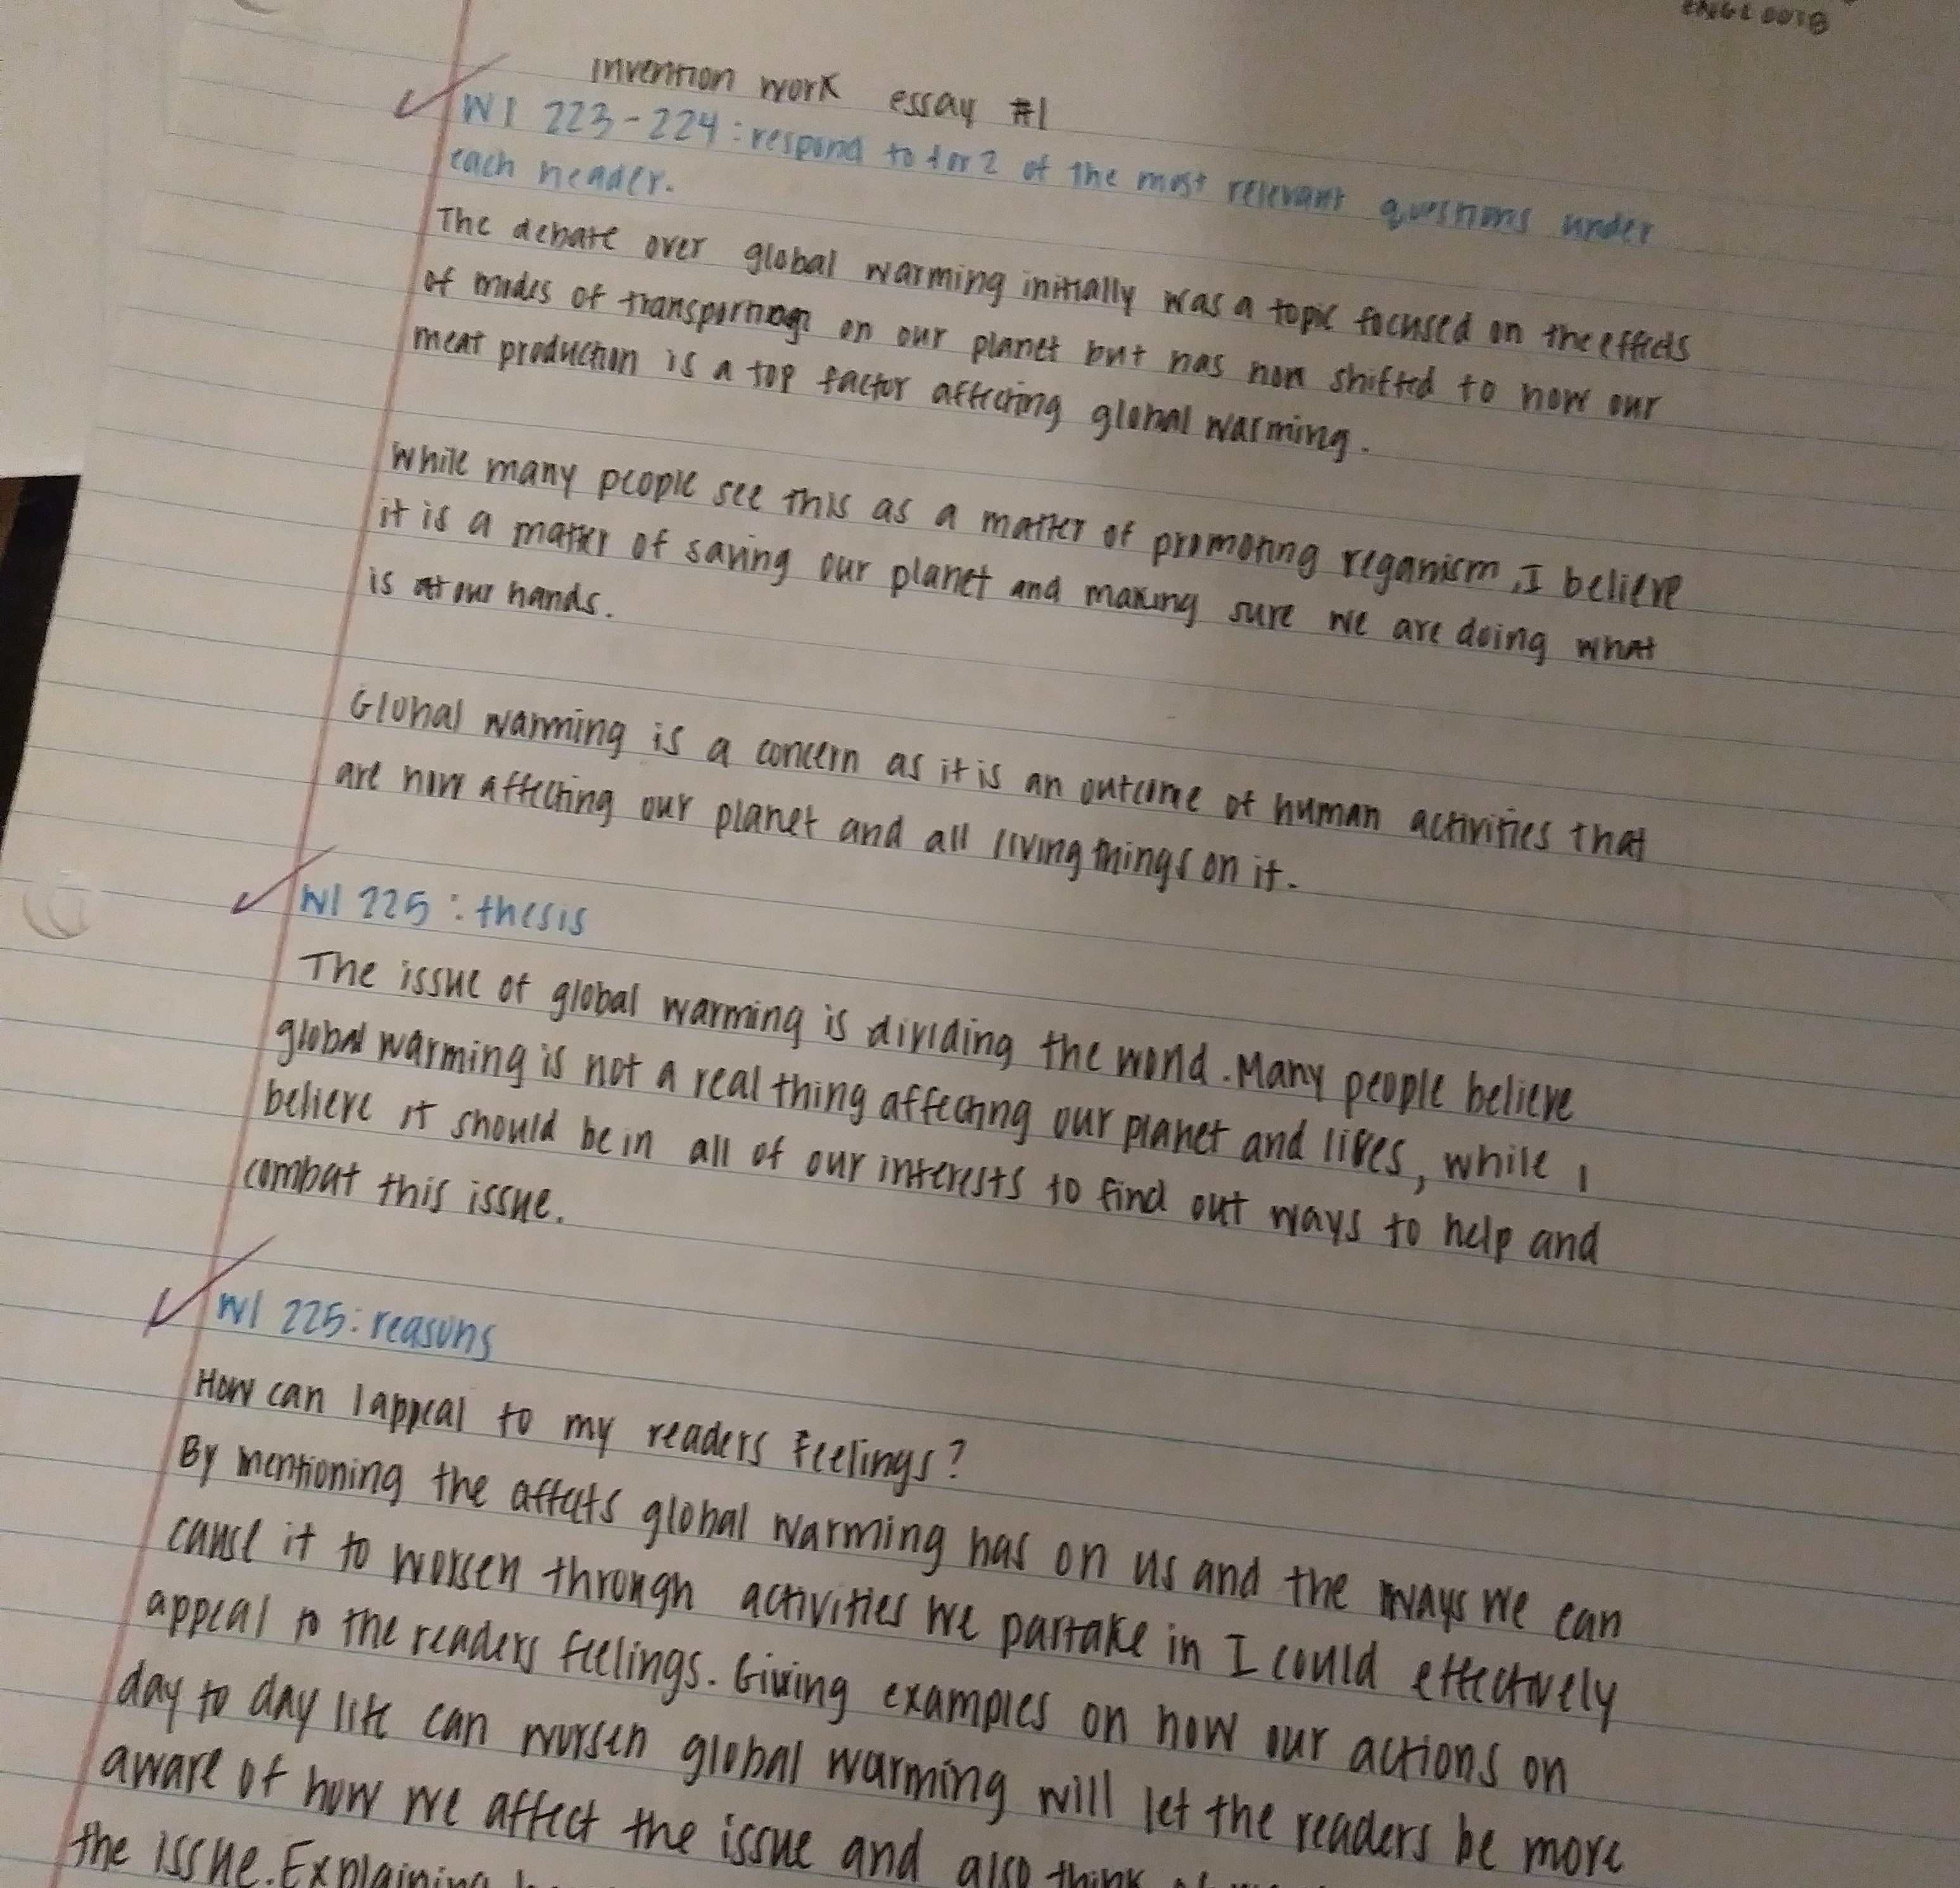 ENGL 001B
invention work essay #1
W1 223-224: respond to 1 or 2 of the most relevant questions under
each header.
The debate over global warming initially was a topic focused on the effects
of modes of on our planet but has now shifted to how our
meat production is a top factor affecting global warming.
While many people see this as a matter of promoting veganism, I believe
it is a matter of saving our planet and making sure we are doing what
is at our hands.
Global warming is a concern as it is an outcome of human activities that
are now affecting our planet and all living things on it.
W1 225: thesis
The issue of global warming is dividing the world. Many people believe
global warming is not a real thing affecting our planet and lives, while I
believe it should be in all of our interests to find out ways to help and
combat this issue.
W1 225: reasons
How can I appeal to my readers feelings?
By mentioning the affects global warming has on us and the ways we can
cause it to worsen through activities we partake in I could effectively
appeal to the readers feelings. Giving examples on how our actions on
day to day life can worsen global warming will let the readers be more
aware of how we affect the issue and also think
the issue. Explaining